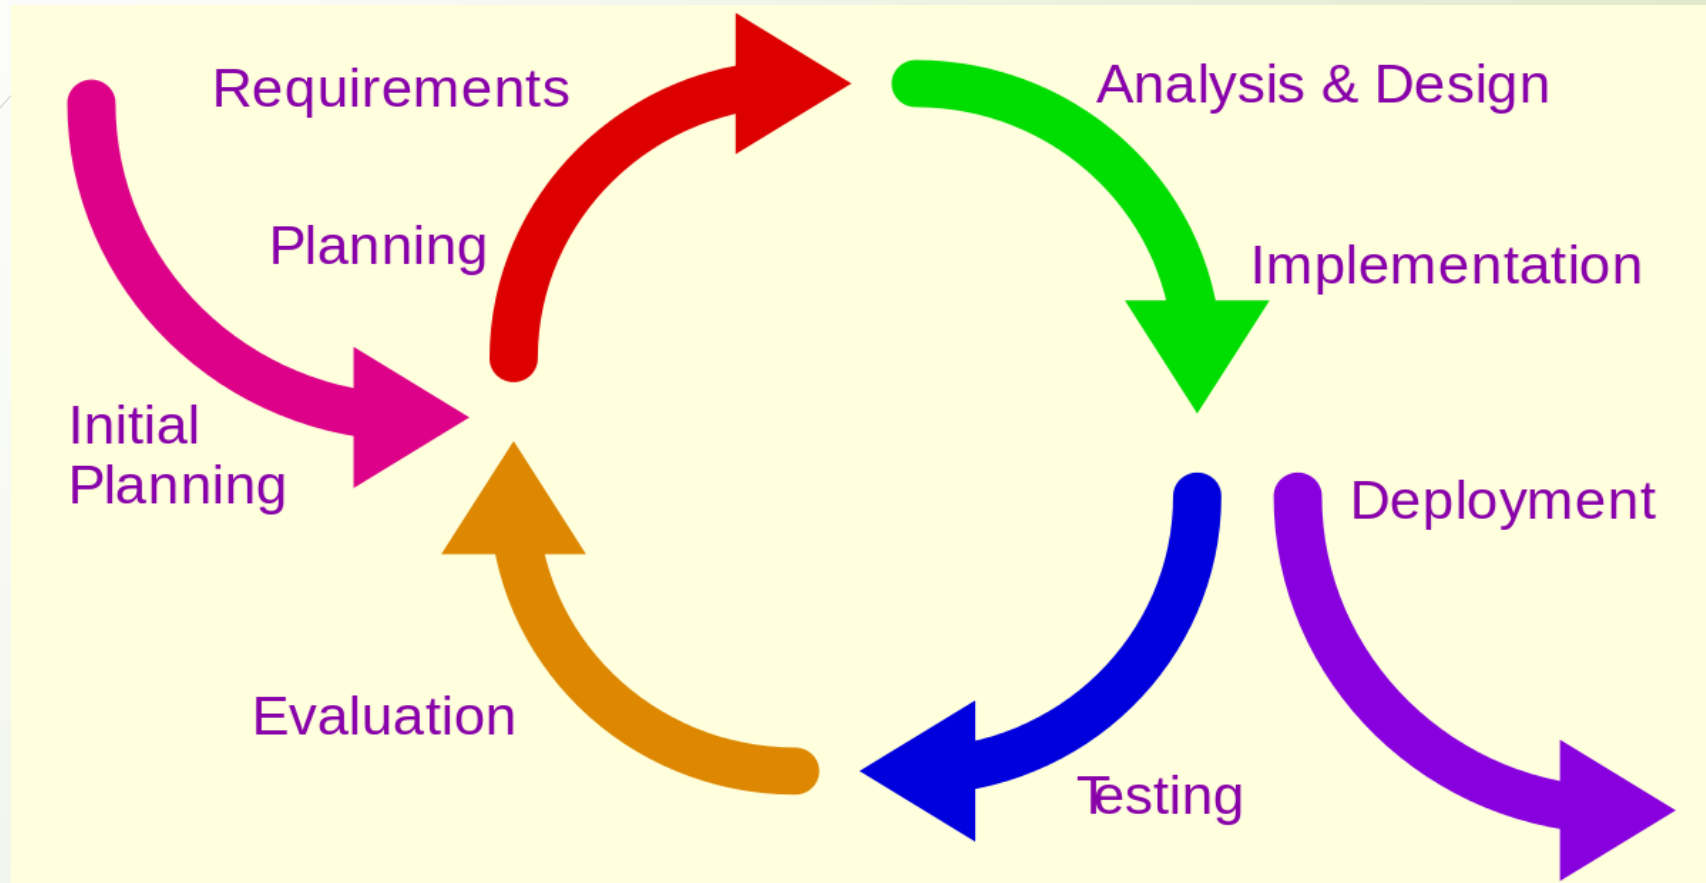 Requirements
Analysis & Design
Planning
Implementation
Initial
Planning
Deployment
Evaluation
Testing